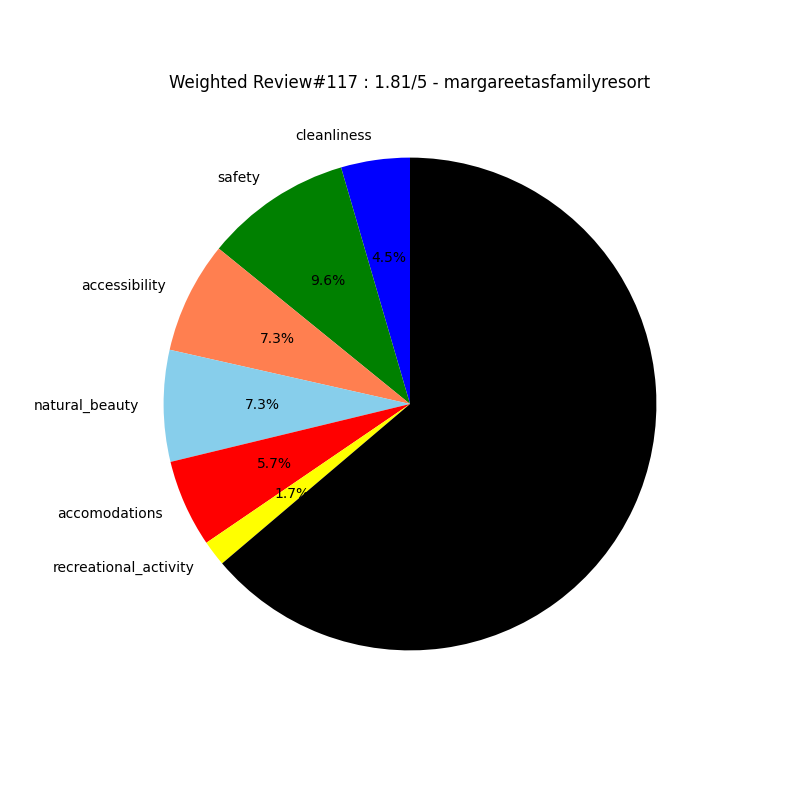 Weighted Review#117 : 1.81/5 - margareetasfamilyresort
cleanliness
safety
4.5%
9.6%
accessibility
7.3%
natural_beauty
7.3%
5.7%
1.7%
accomodations
recreational_activity